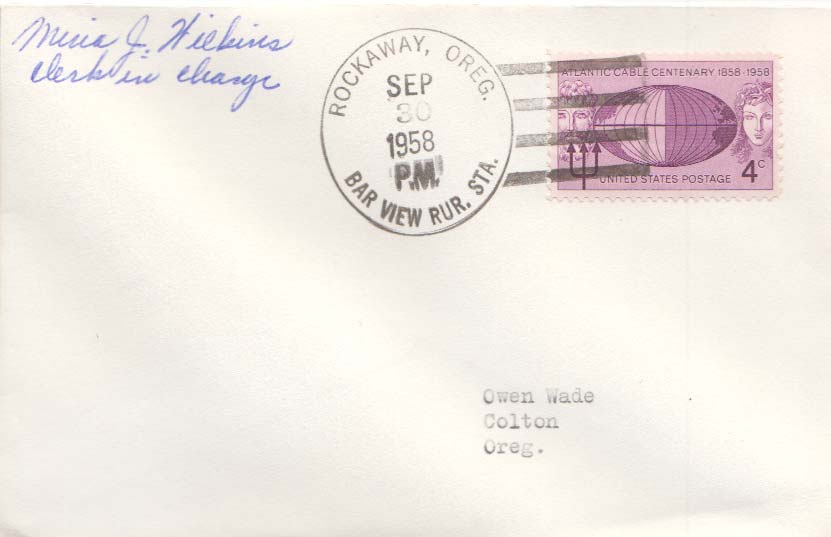 Mina J. Wilkins
Clerk in Charge
ROCKAWAY, OREG.
SEP
30
1958
P.M.
BAR VIEW RUR. STA.
ATLANTIC CABLE CENTENARY 1858·1958
UNITED STATES POSTAGE 4c
Owen Wade
Colton
Oreg.